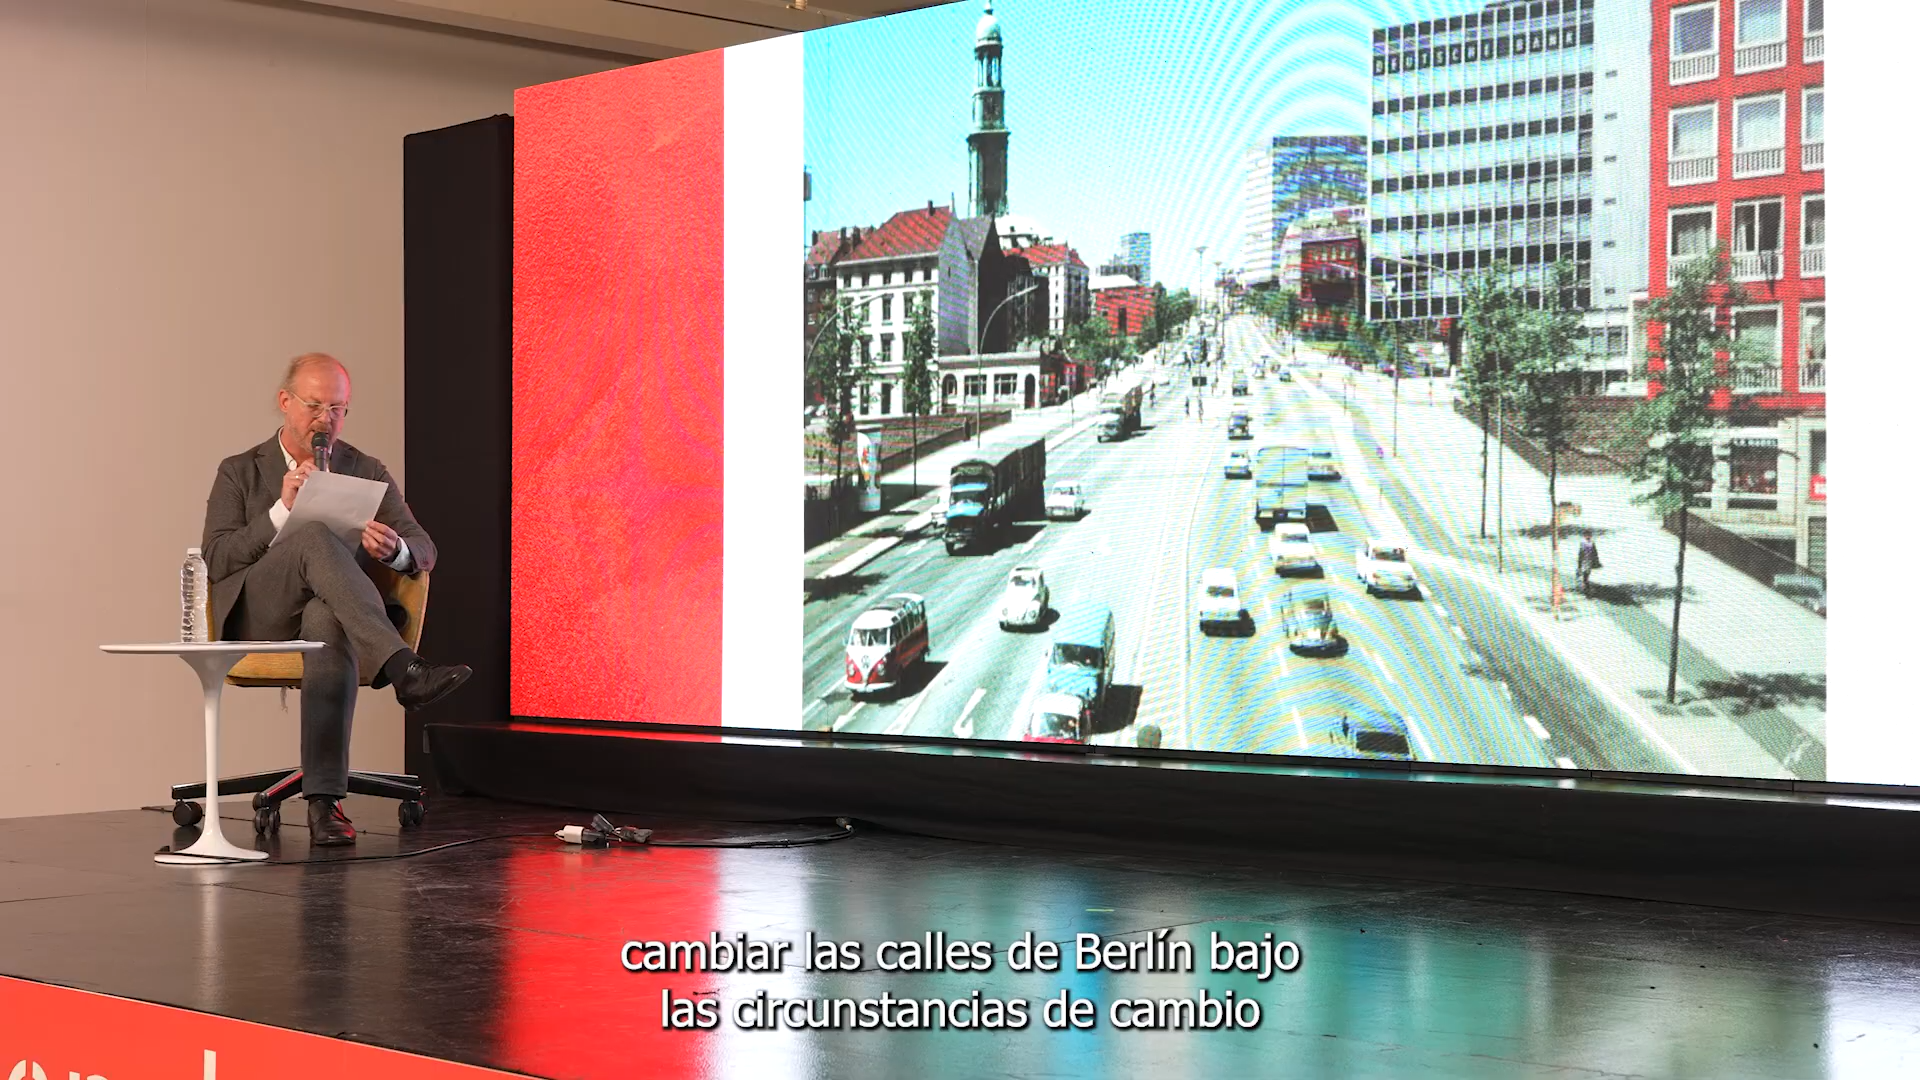 DEUTSCHE BANK
cambiar las calles de Berlín bajo
las circunstancias de cambio